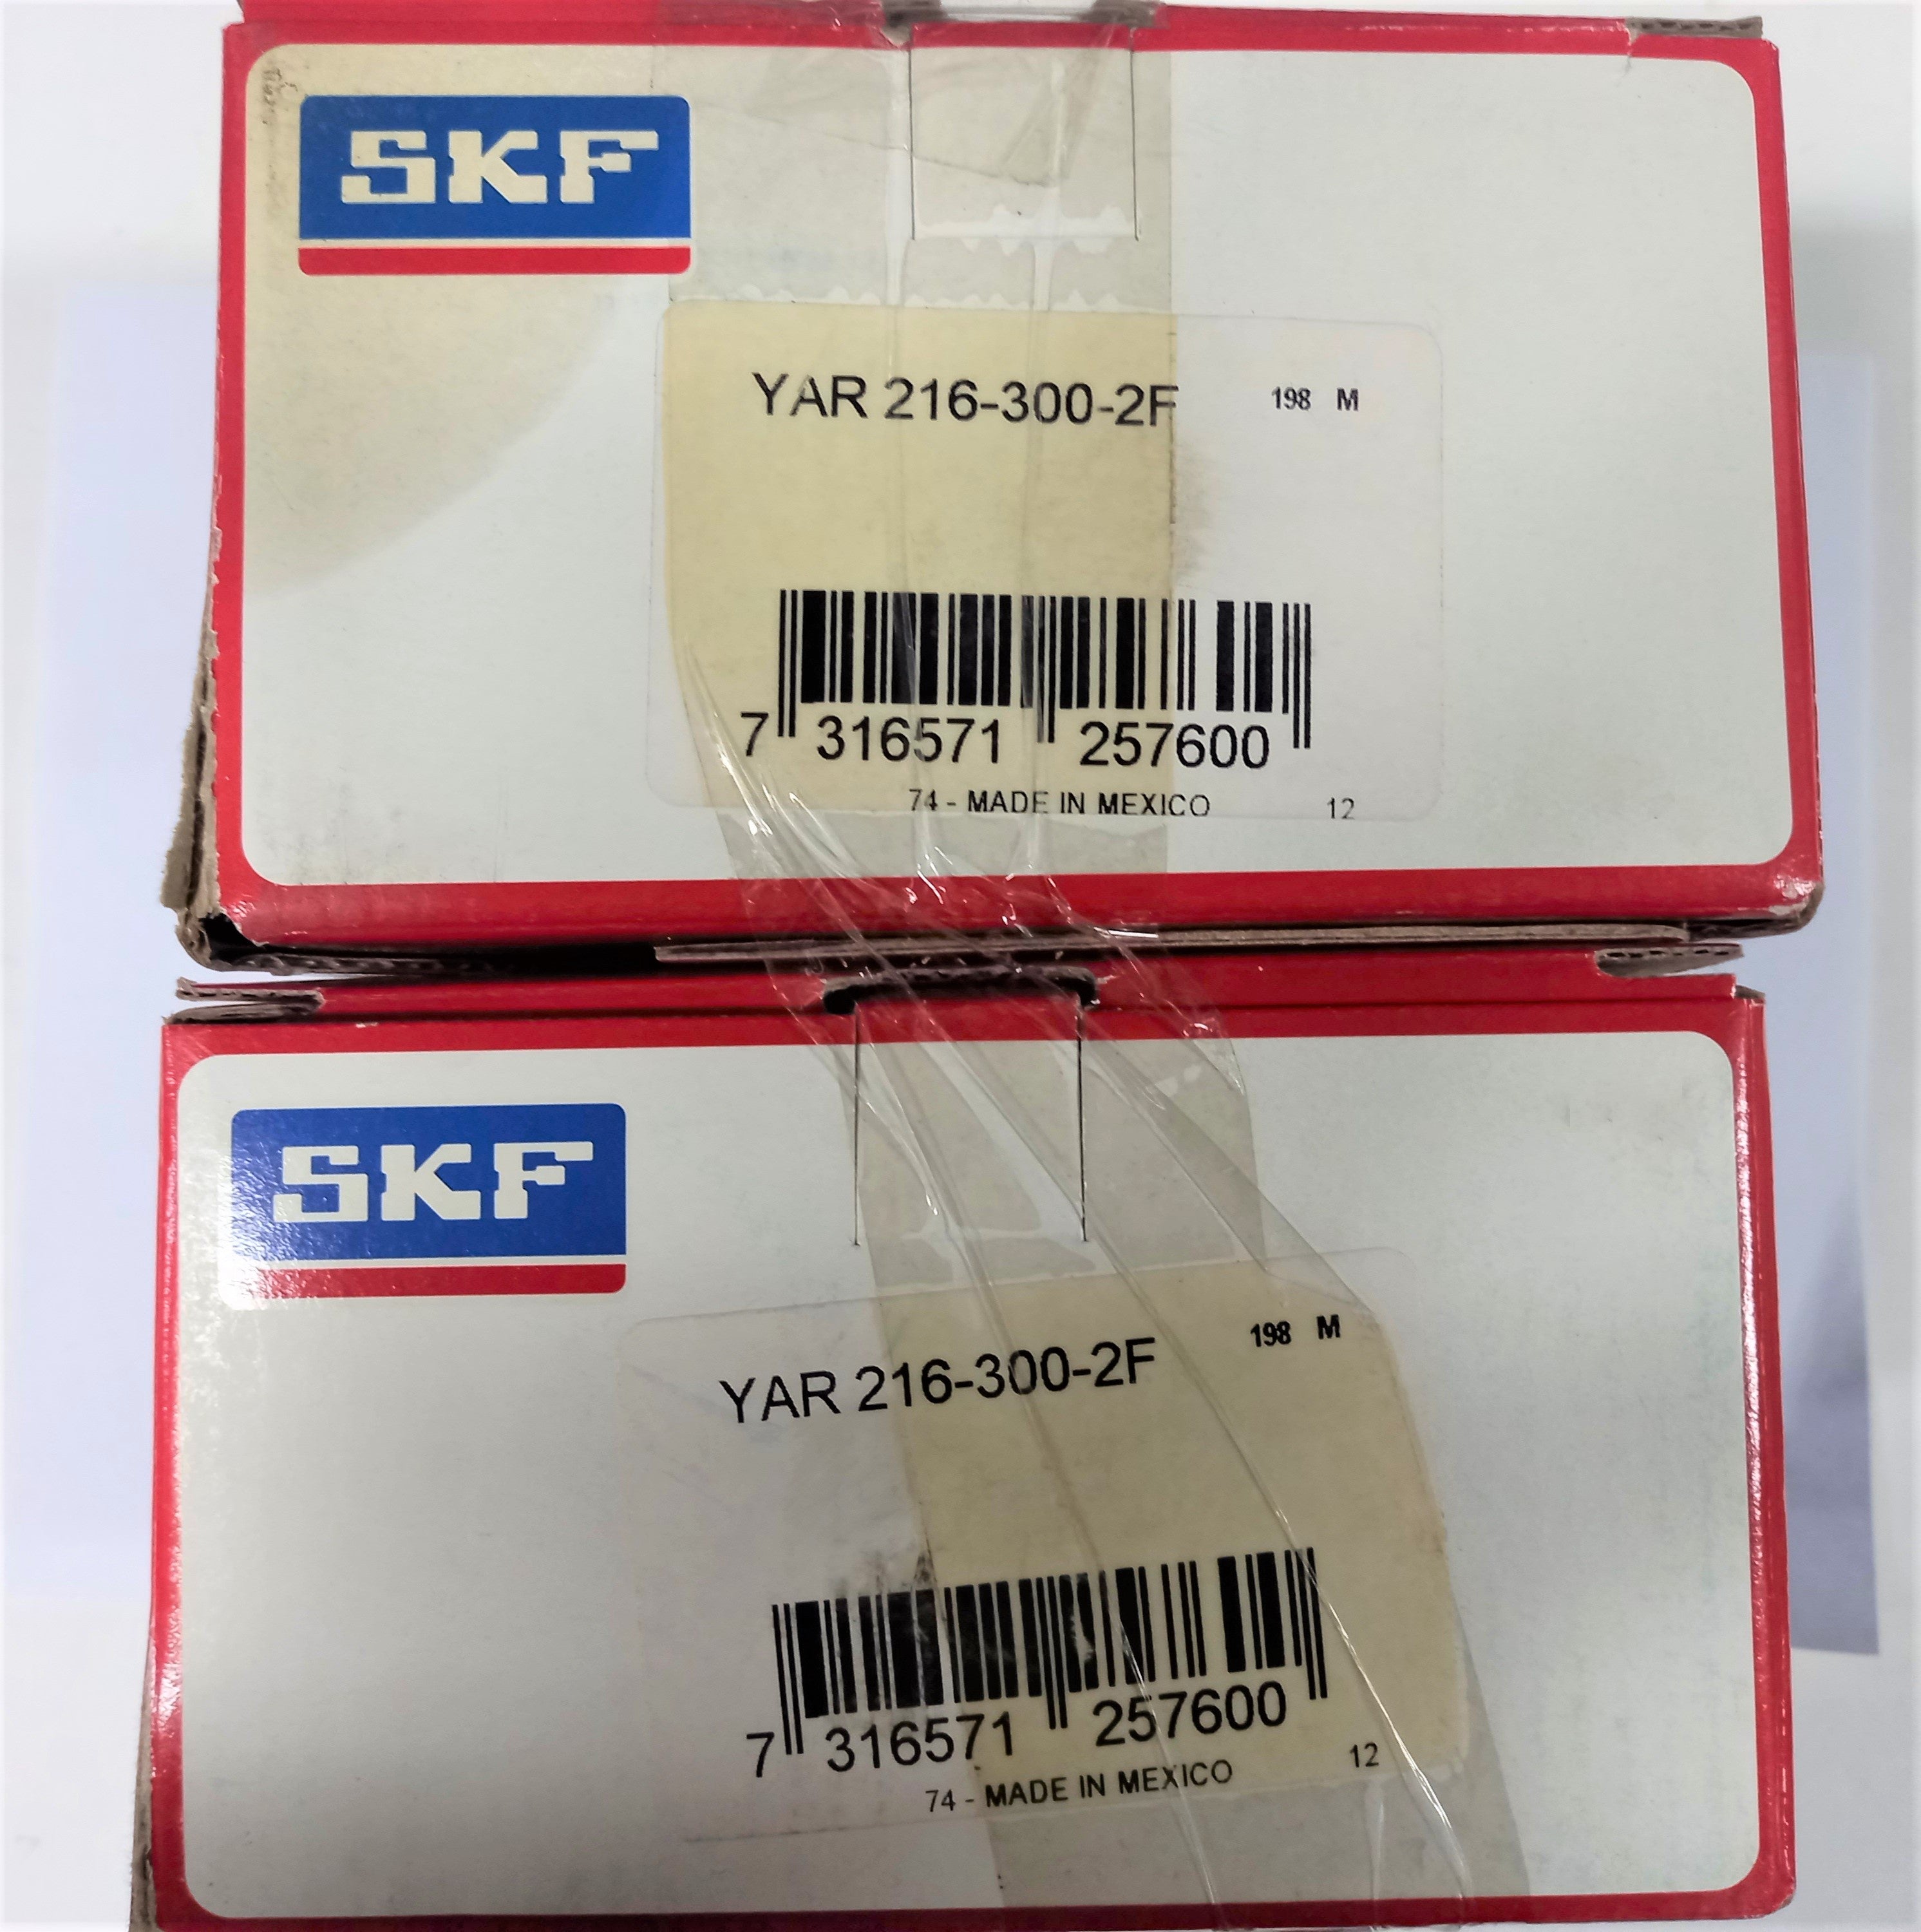 SKF
YAR 216-300-2F 198 M
7 316571 257600
74 - MADE IN MEXICO 12
SKF
YAR 216-300-2F 198 M
7 316571 257600
74 - MADE IN MEXICO 12